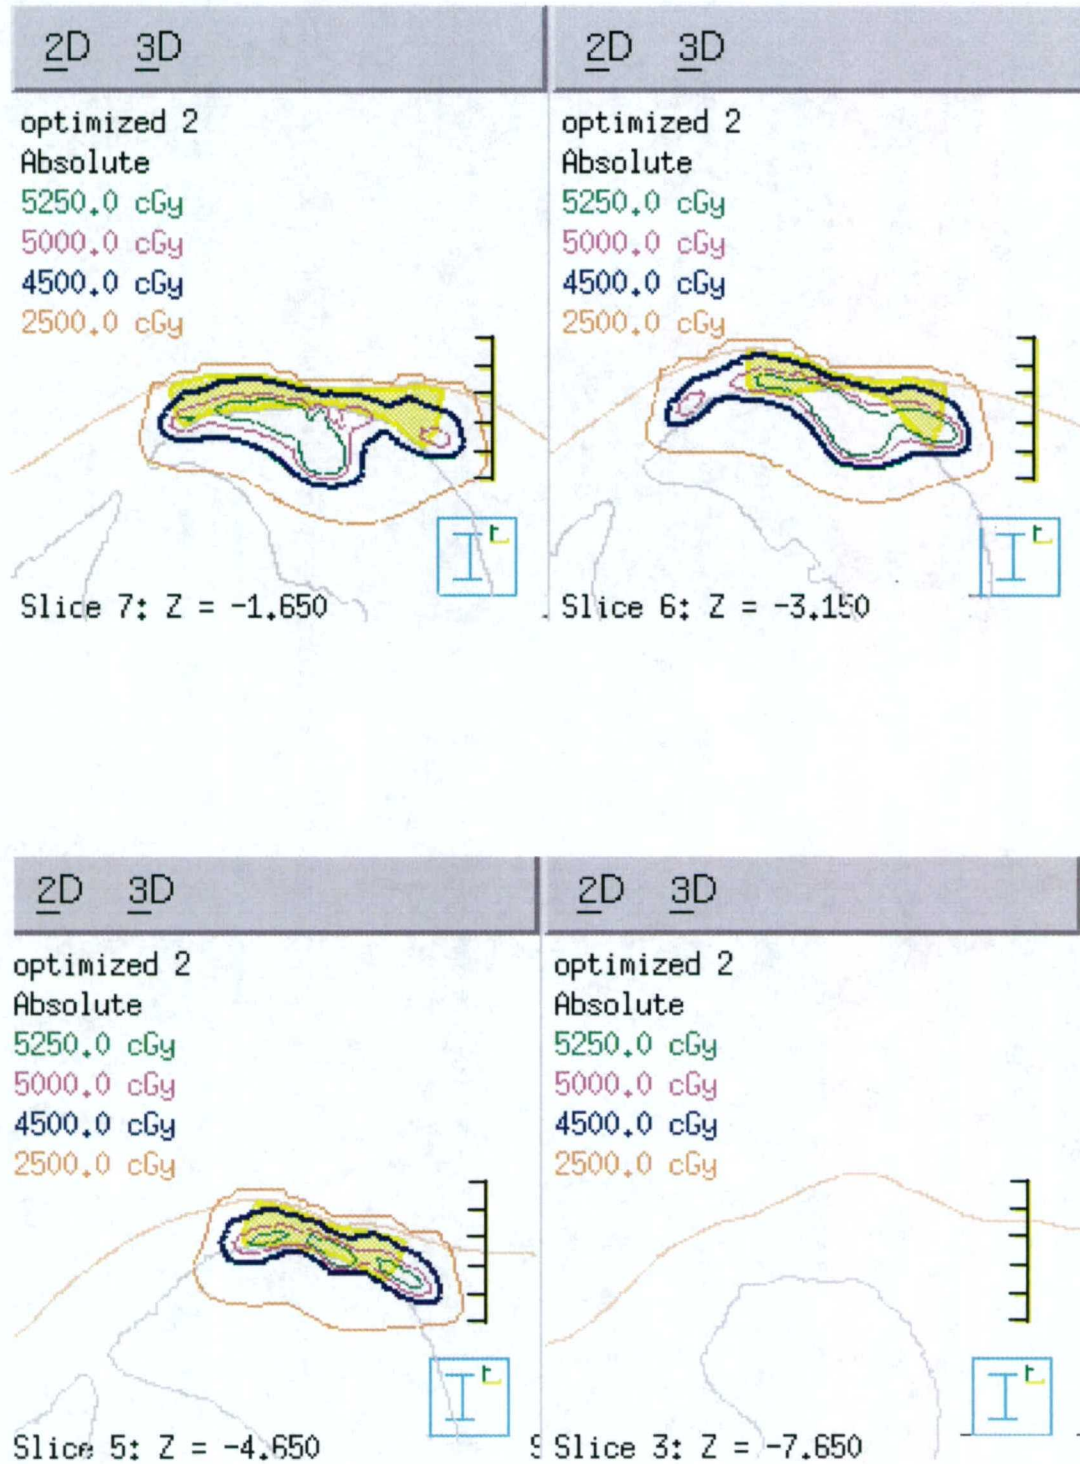 2D 3D
optimized 2
Absolute
5250.0 cGy
5000.0 cGy
4500.0 cGy
2500.0 cGy
Slice 7: Z = -1.650
2D 3D
optimized 2
Absolute
5250.0 cGy
5000.0 cGy
4500.0 cGy
2500.0 cGy
Slice 6: Z = -3.150
2D 3D
optimized 2
Absolute
5250.0 cGy
5000.0 cGy
4500.0 cGy
2500.0 cGy
Slice 5: Z = -4.650
2D 3D
optimized 2
Absolute
5250.0 cGy
5000.0 cGy
4500.0 cGy
2500.0 cGy
Slice 3: Z = -7.650